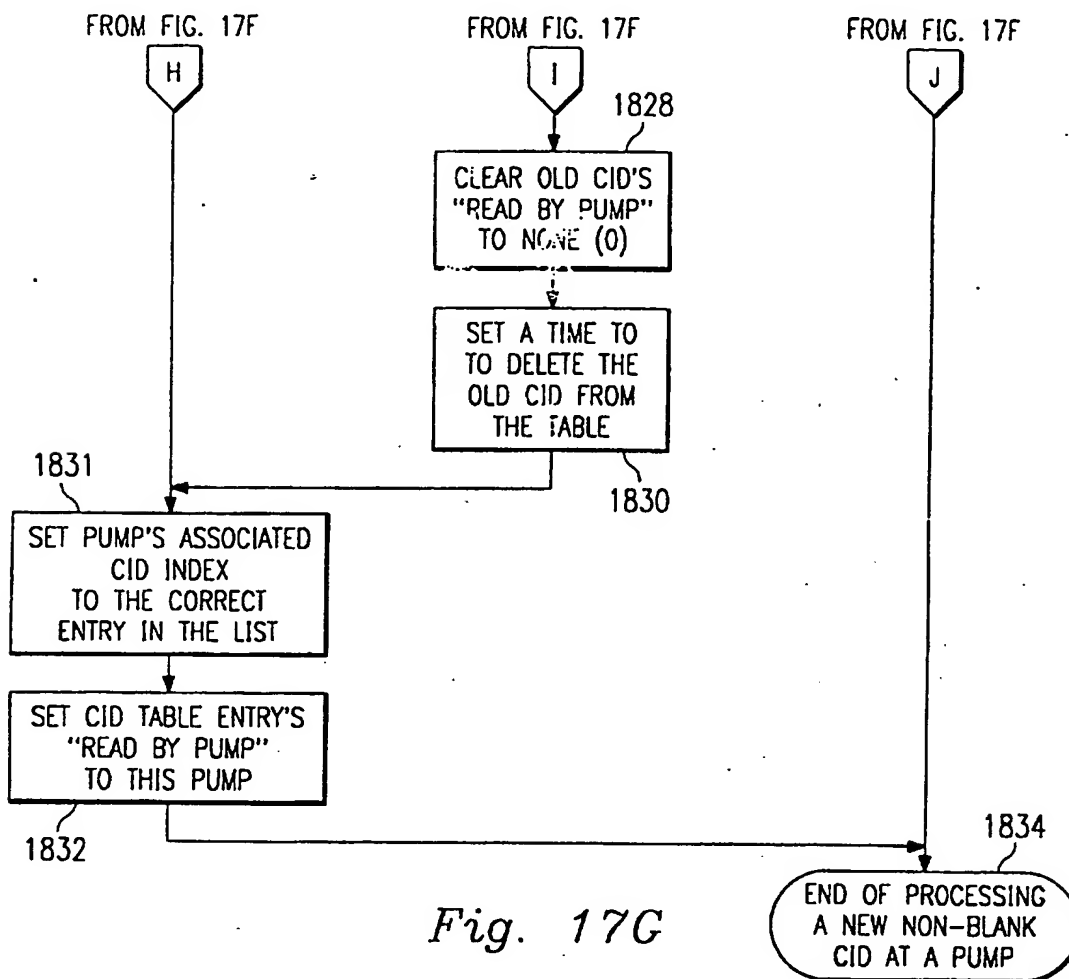 FROM FIG. 17F
H
FROM FIG. 17F
I
FROM FIG. 17F
J
1828
CLEAR OLD CID'S
"READ BY PUMP"
TO NONE (0)
SET A TIME TO
TO DELETE THE
OLD CID FROM
THE TABLE
1830
1831
SET PUMP'S ASSOCIATED
CID INDEX
TO THE CORRECT
ENTRY IN THE LIST
SET CID TABLE ENTRY'S
"READ BY PUMP"
TO THIS PUMP
1832
1834
END OF PROCESSING
A NEW NON-BLANK
CID AT A PUMP
Fig. 17G